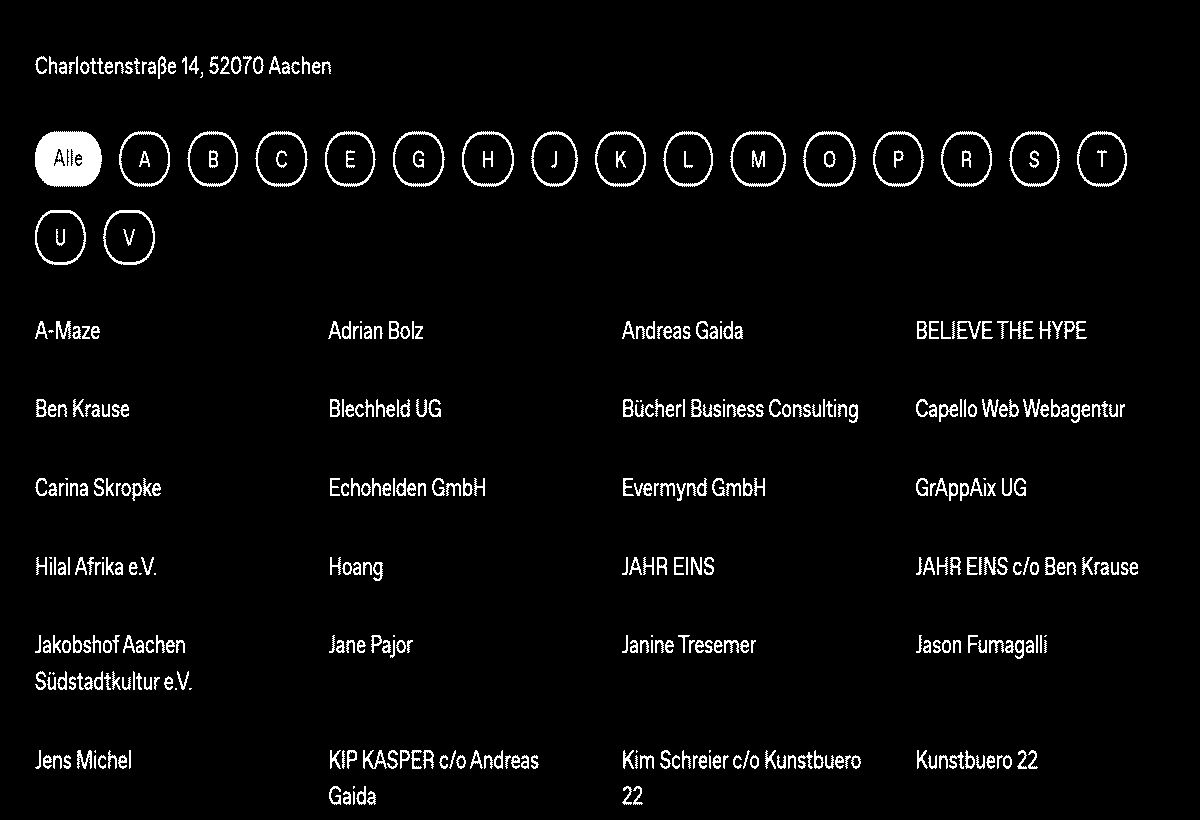 Charlottenstraße 14, 52070 Aachen
Alle A B C E G H J K L M O P R S T
U V
A-Maze Adrian Bolz Andreas Gaida BELIEVE THE HYPE
Ben Krause Blechheld UG Bücherl Business Consulting Capello Web Webagentur
Carina Skropke Echohelden GmbH Evermynd GmbH GrAppAix UG
Hilal Afrika e.V. Hoang JAHR EINS JAHR EINS c/o Ben Krause
Jakobshof Aachen Jane Pajor Janine Tresemer Jason Fumagalli
Südstadtkultur e.V.
Jens Michel KIP KASPER c/o Andreas Kim Schreier c/o Kunstbuero Kunstbuero 22
Gaida 22